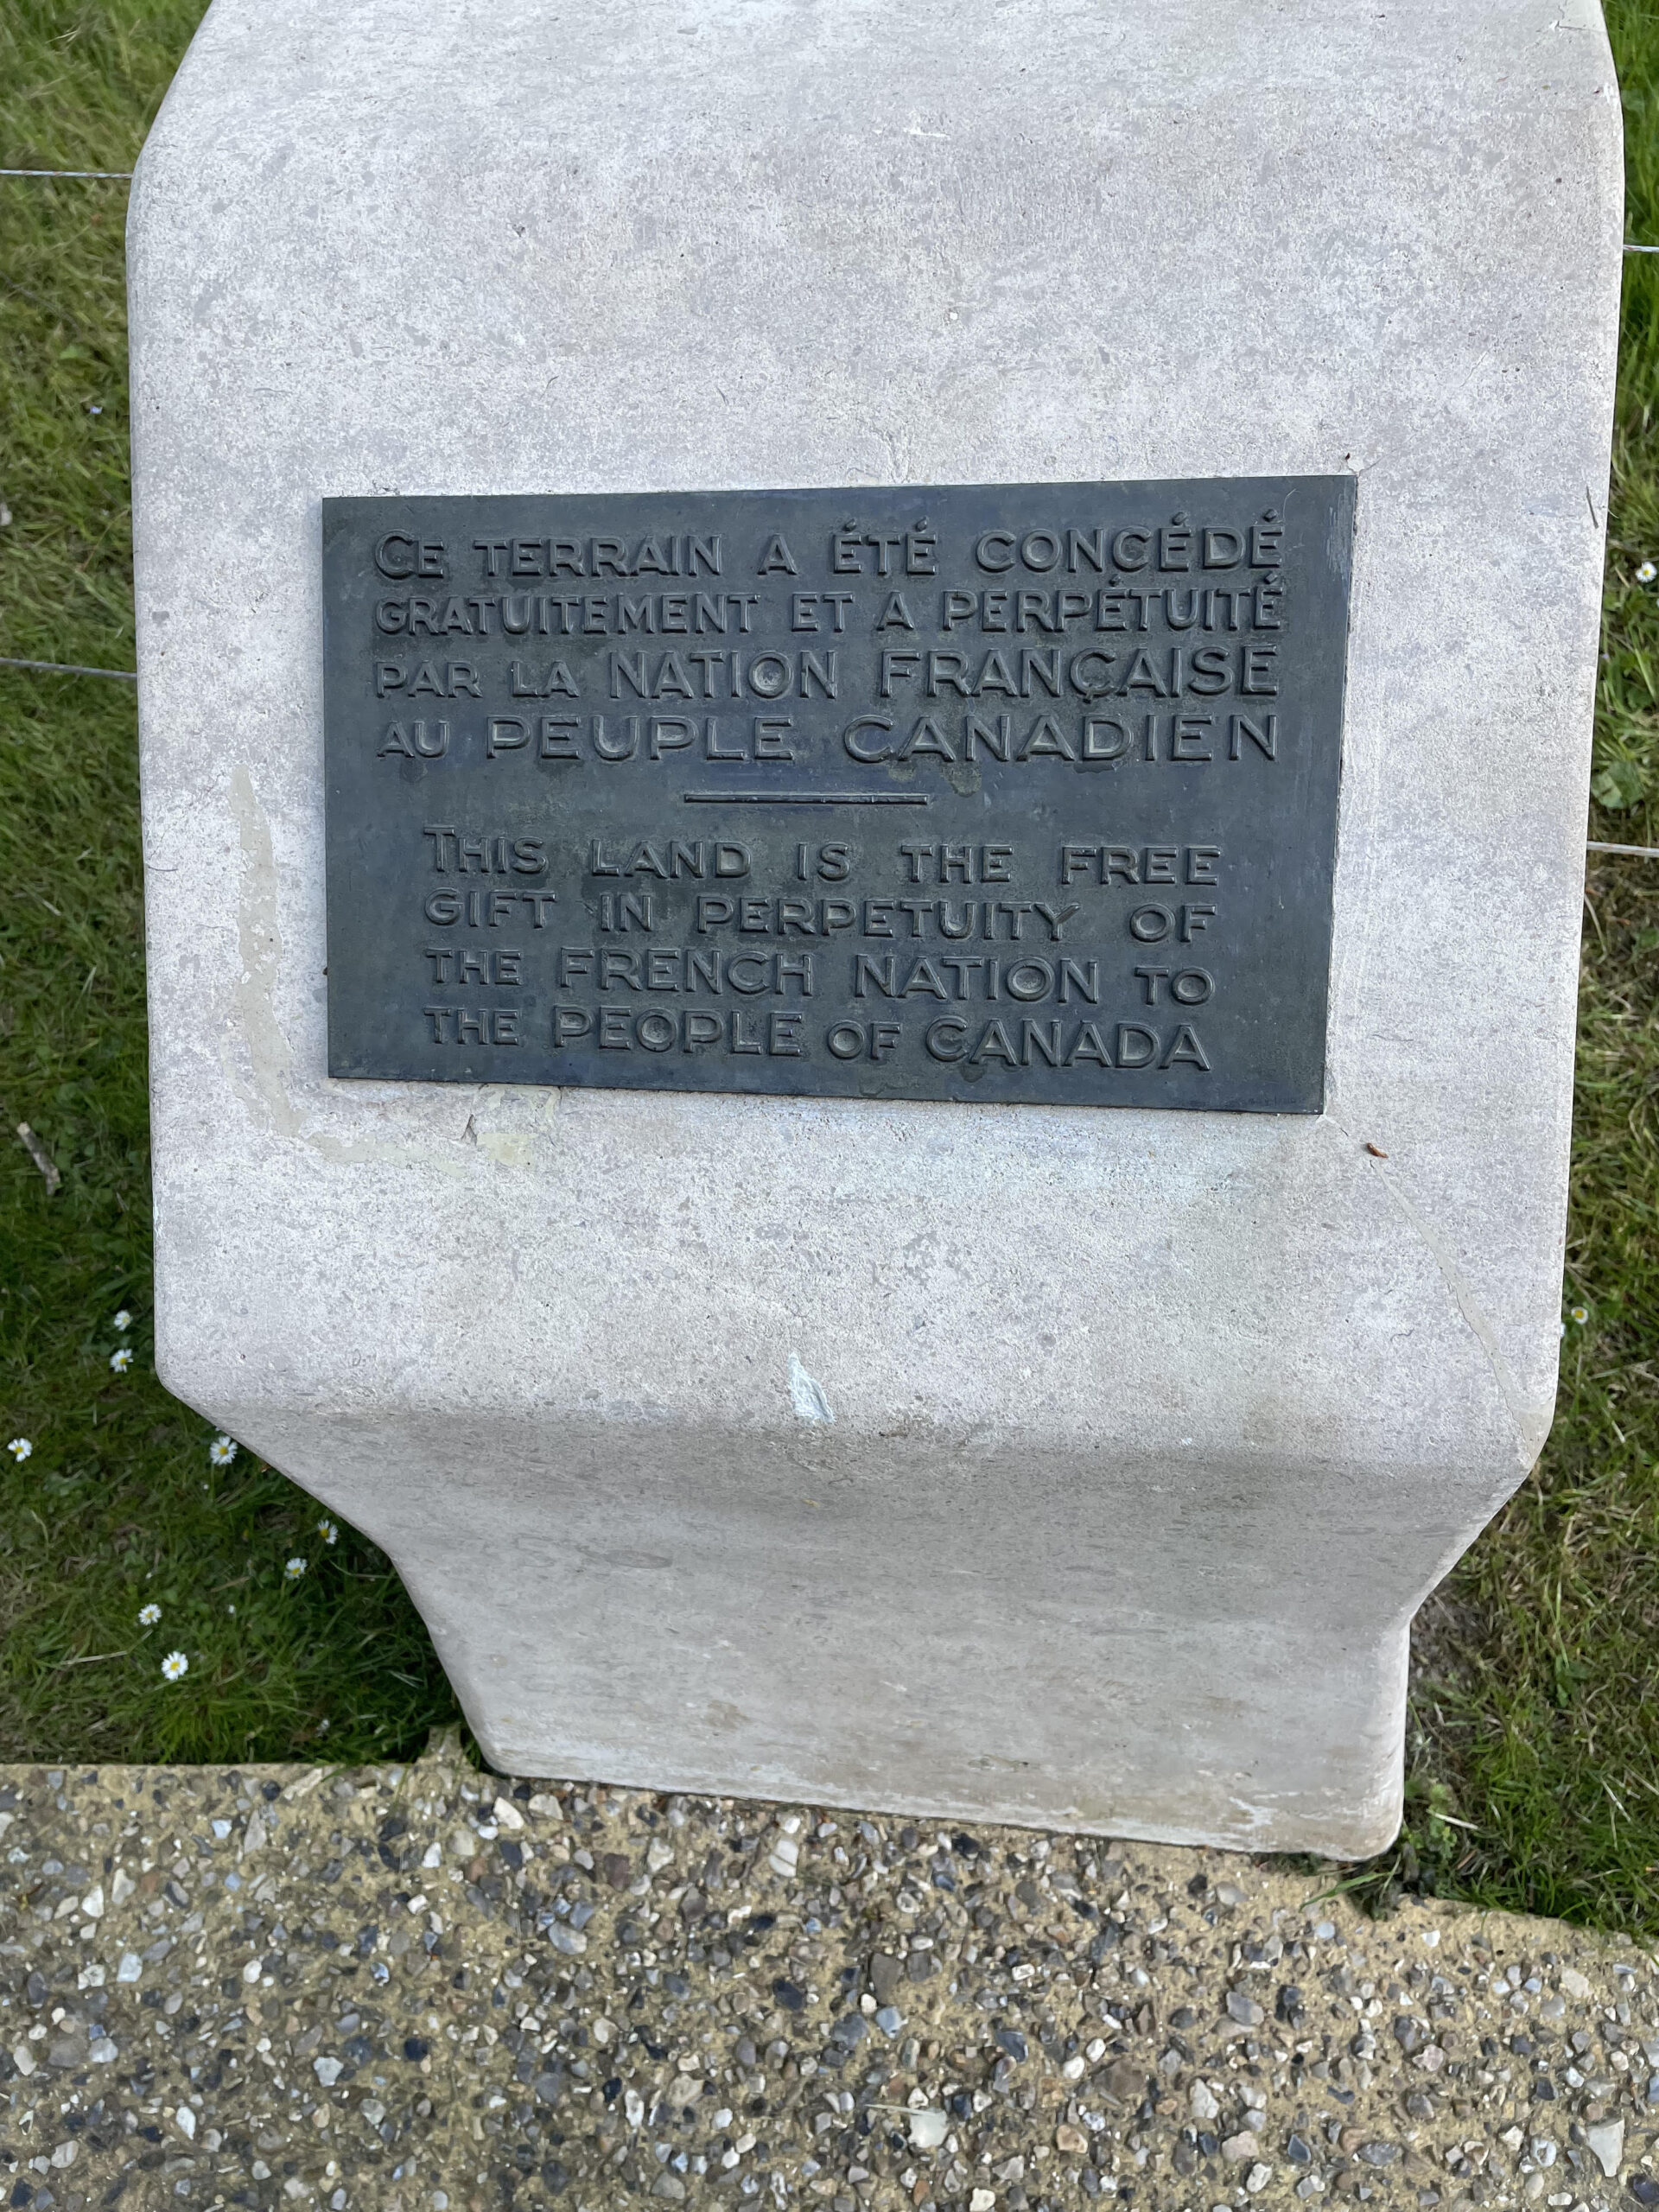 CE TERRAIN A ÉTÉ CONCÉDÉ
GRATUITEMENT ET A PERPÉTUITÉ
PAR LA NATION FRANÇAISE
AU PEUPLE CANADIEN
THIS LAND IS THE FREE
GIFT IN PERPETUITY OF
THE FRENCH NATION TO
THE PEOPLE OF CANADA